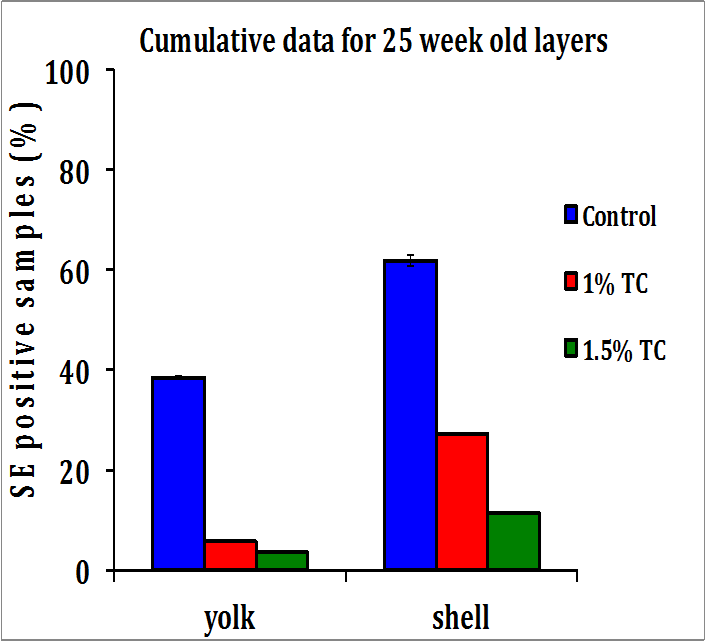 Cumulative data for 25 week old layers
SE positive samples (%)
100
80
60
40
20
0
yolk
shell
Control
1% TC
1.5% TC